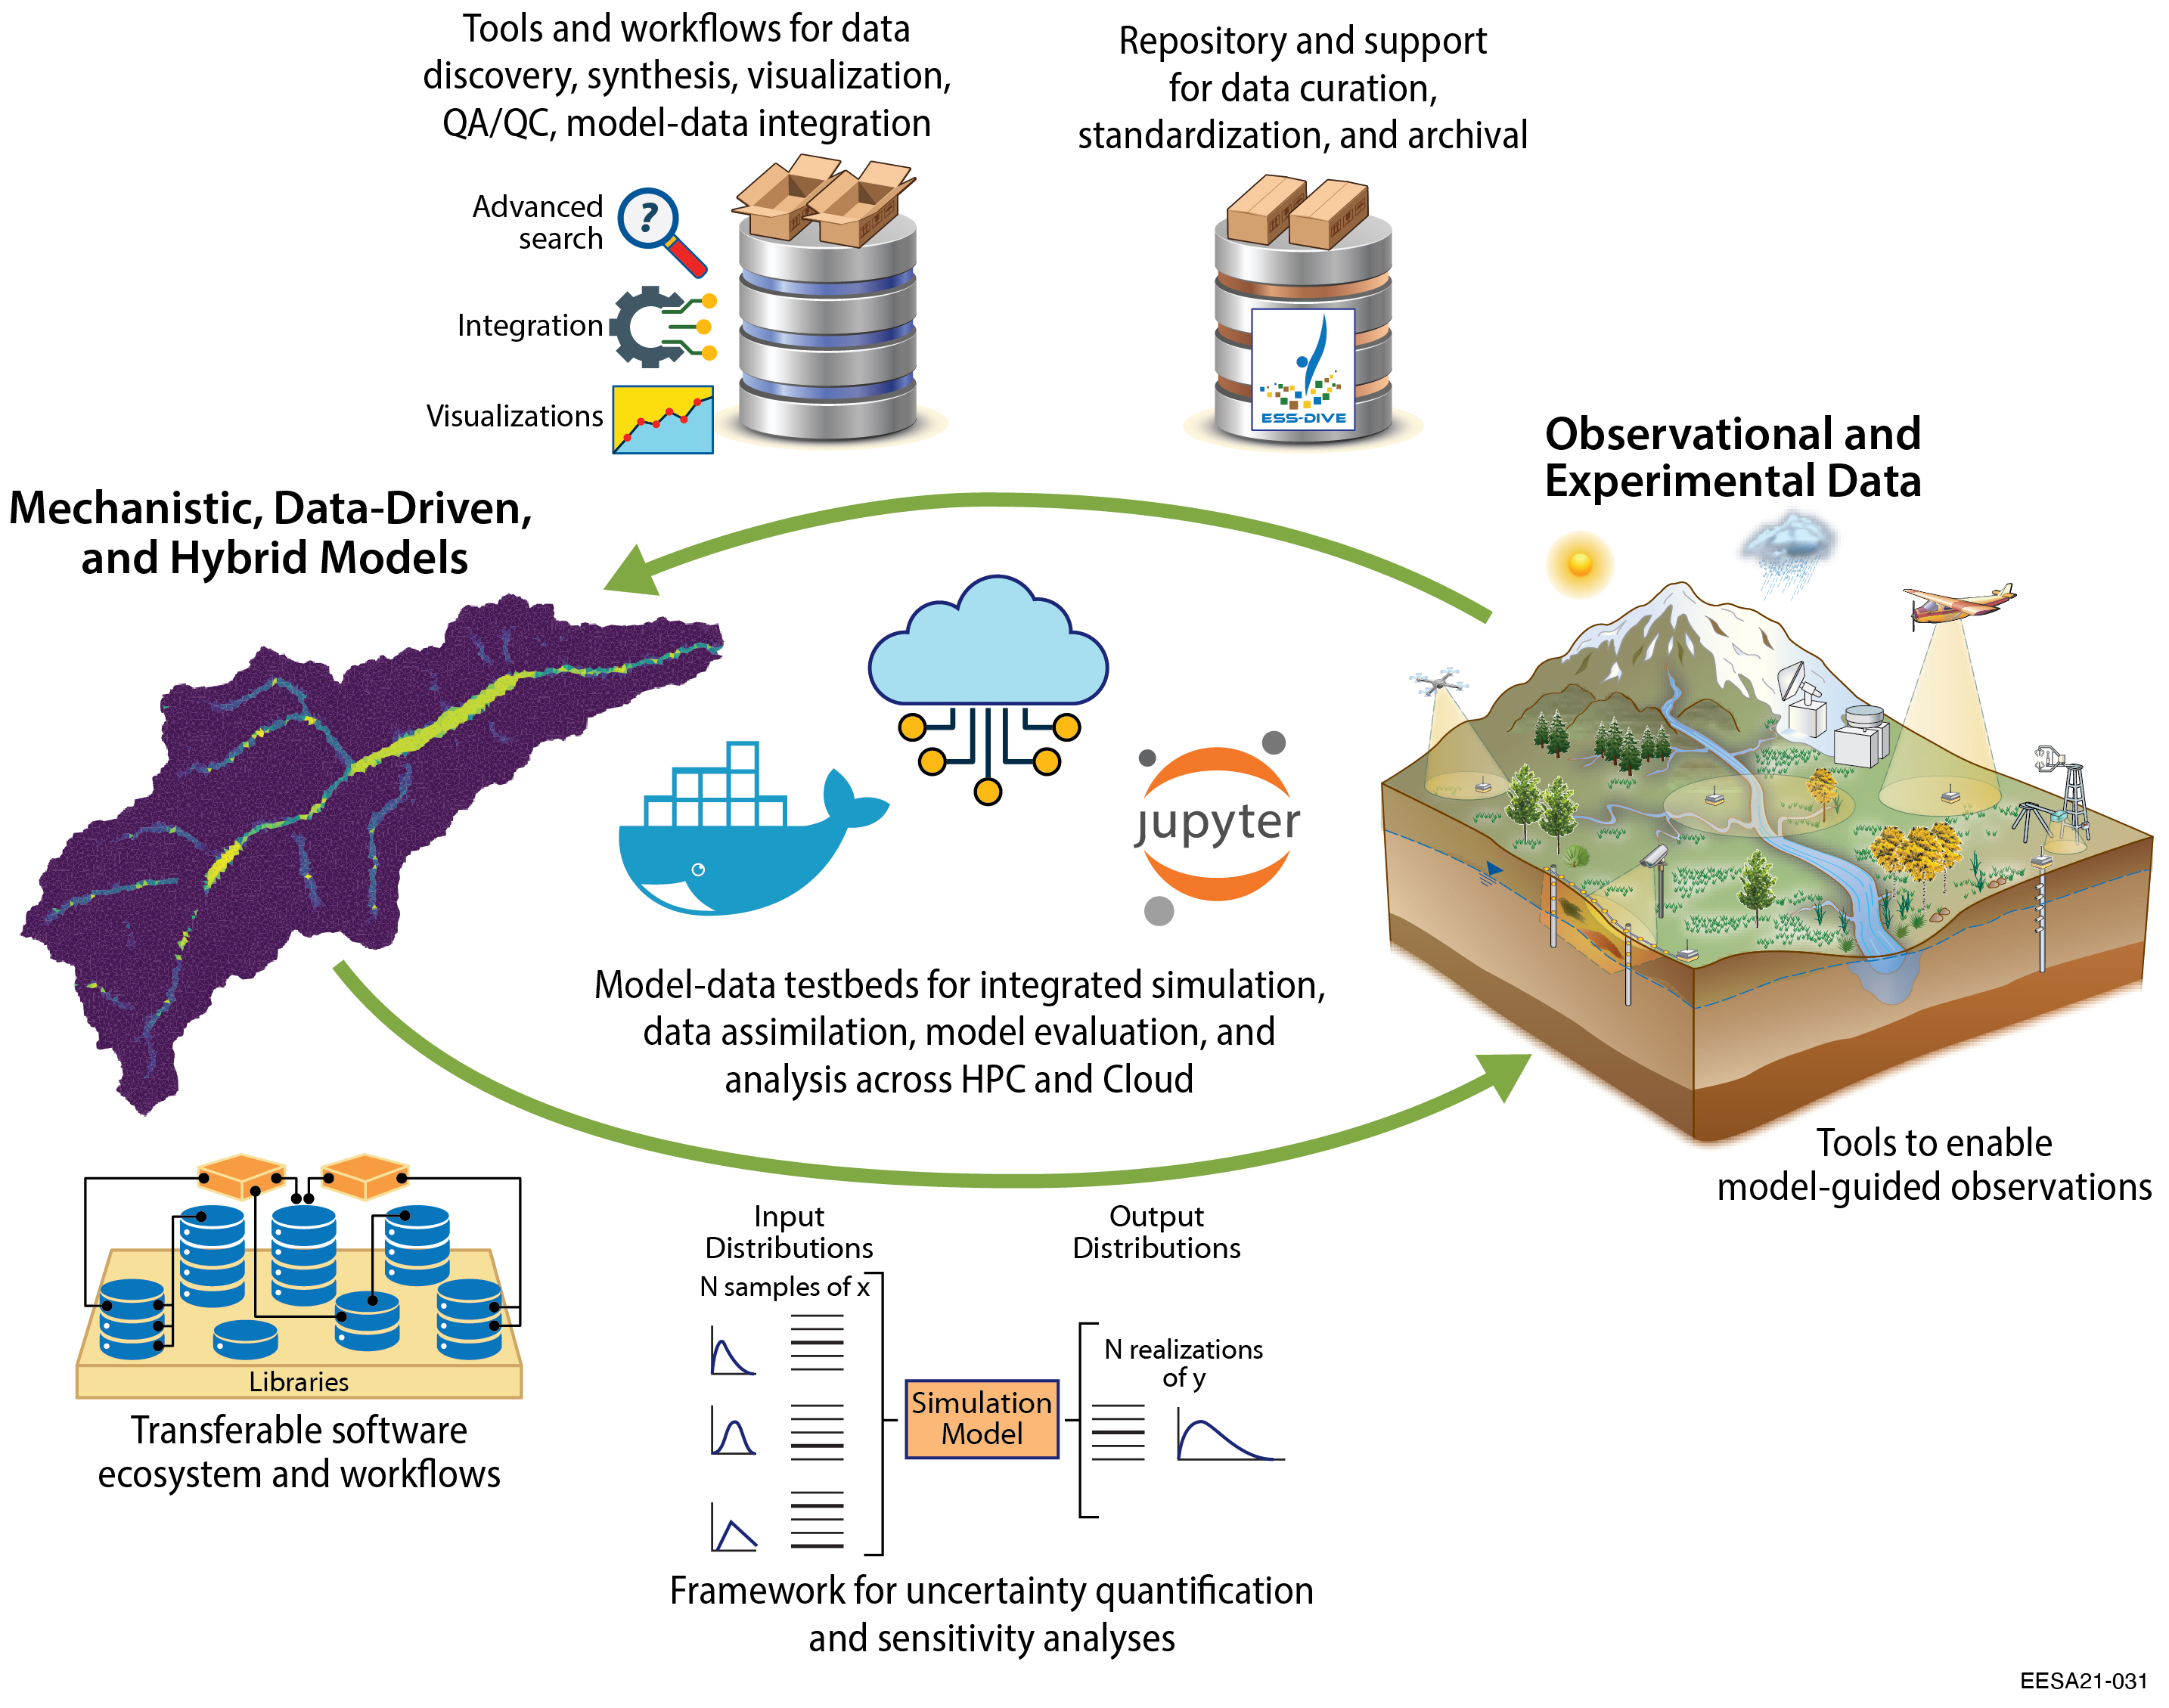 Tools and workflows for data
discovery, synthesis, visualization,
QA/QC, model-data integration
Repository and support
for data curation,
standardization, and archival
Advanced
search
?
Integration
Visualizations
ESS-DIVE
Observational and
Experimental Data
Mechanistic, Data-Driven,
and Hybrid Models
jupyter
Model-data testbeds for integrated simulation,
data assimilation, model evaluation, and
analysis across HPC and Cloud
Tools to enable
model-guided observations
Libraries
Transferable software
ecosystem and workflows
Input
Distributions
N samples of x
Simulation
Model
Output
Distributions
N realizations
of y
Framework for uncertainty quantification
and sensitivity analyses
EESA21-031